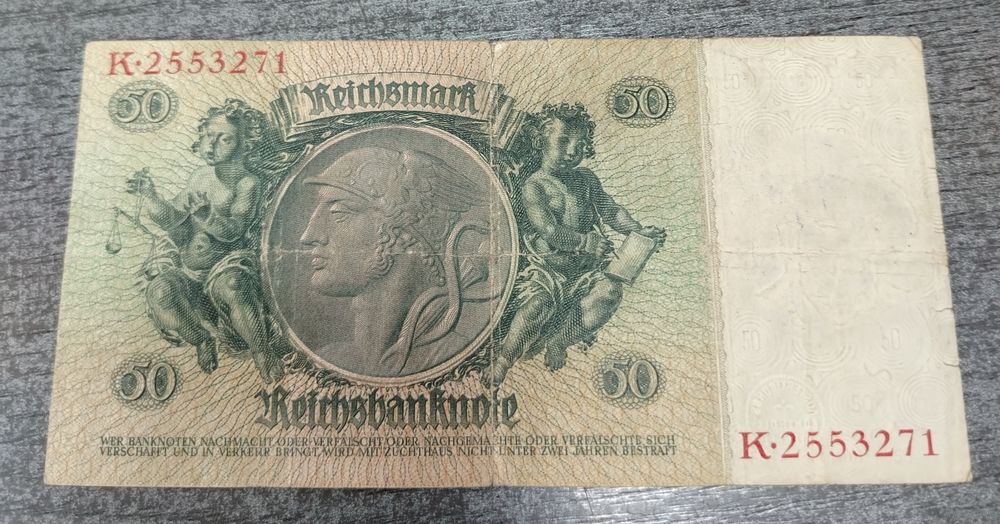 K·2553271
50 Reichsmark 50
50 50
Reichsbanknote
WER BANKNOTEN NACHMACHT ODER VERFÄLSCHT ODER NACHGEMACHTE ODER VERFÄLSCHTE SICH
VERSCHAFFT UND IN VERKEHR BRINGT, WIRD MIT ZUCHTHAUS NICHT UNTER ZWEI JAHREN BESTRAFT
K·2553271